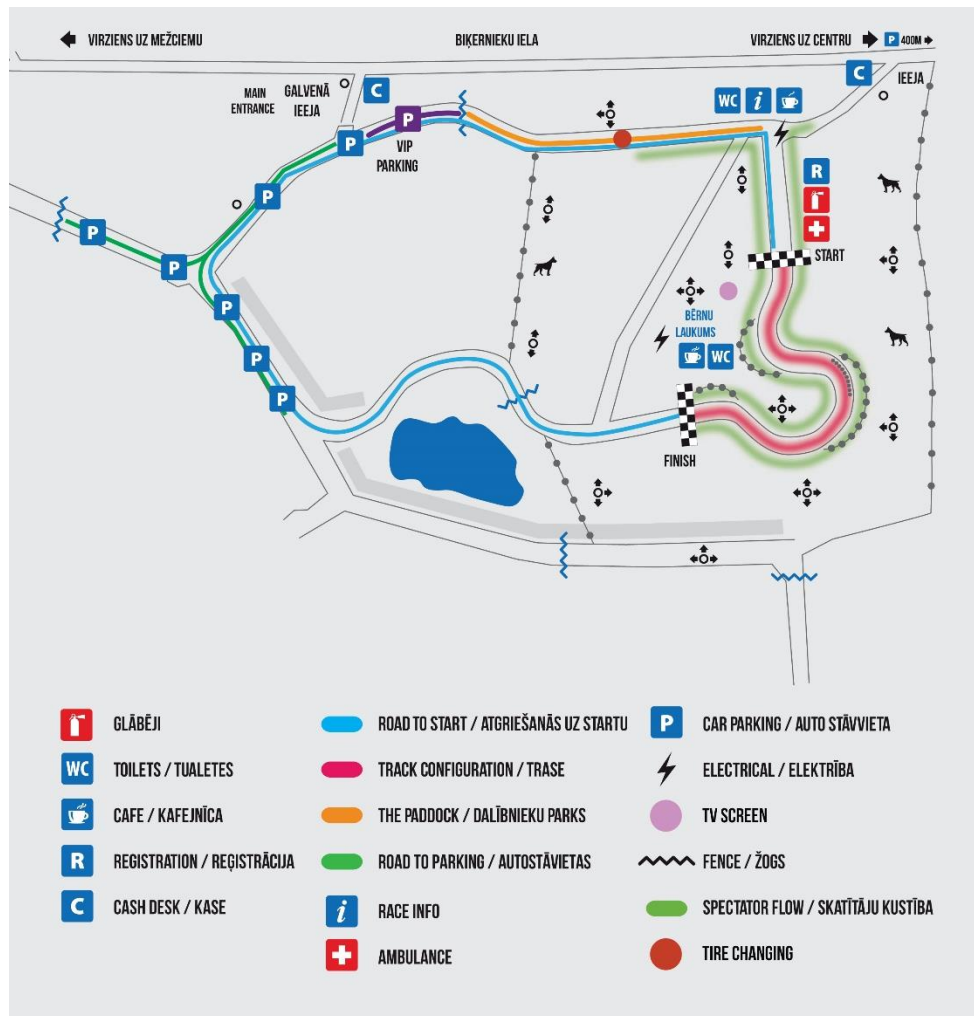 VIRZIENS UZ MEŽCIEMU
BIĶERNIEKU IELA
VIRZIENS UZ CENTRU
P 400M
MAIN
ENTRANCE
GALVENĀ
IEEJA
C
C
IEEJA
WC i
P
P
VIP
PARKING
R
P
P
P
START
P
BĒRNU
LAUKUMS
WC
P
P
FINISH
GLĀBĒJI
WC TOILETS / TUALETES
CAFE / KAFEJNĪCA
R REGISTRATION / REĢISTRĀCIJA
C CASH DESK / KASE
ROAD TO START / ATGRIEŠANĀS UZ STARTU
TRACK CONFIGURATION / TRASE
THE PADDOCK / DALĪBNIEKU PARKS
ROAD TO PARKING / AUTOSTĀVIETAS
i RACE INFO
AMBULANCE
P CAR PARKING / AUTO STĀVVIETA
ELECTRICAL / ELEKTRĪBA
TV SCREEN
FENCE / ŽOGS
SPECTATOR FLOW / SKATĪTĀJU KUSTĪBA
TIRE CHANGING